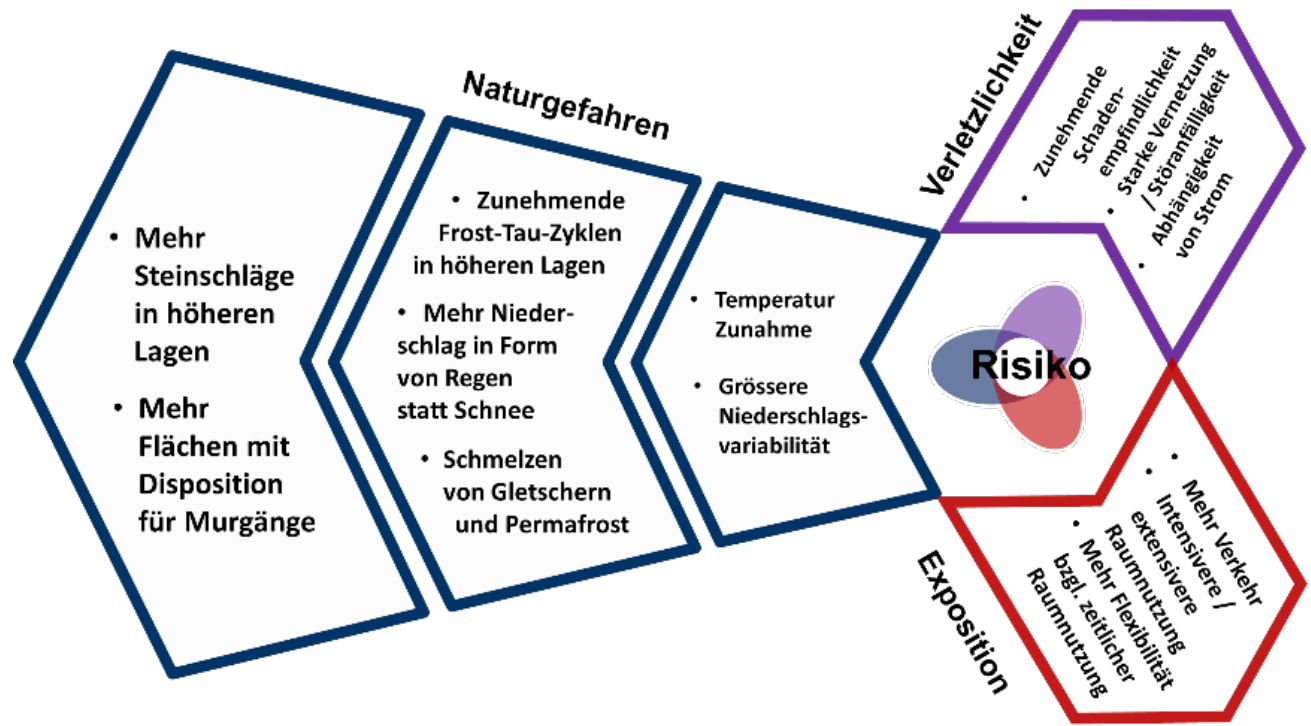 Naturgefahren
• Mehr
Steinschläge
in höheren
Lagen
• Mehr
Flächen mit
Disposition
für Murgänge
• Zunehmende
Frost-Tau-Zyklen
in höheren Lagen
• Mehr Nieder-
schlag in Form
von Regen
statt Schnee
• Schmelzen
von Gletschern
und Permafrost
• Temperatur
Zunahme
• Grössere
Niederschlags-
variabilität
Risiko
Verletzlichkeit
• Zunehmende
Schaden-
empfindlichkeit
• Starke Vernetzung
/ Störanfälligkeit
• Abhängigkeit
von Strom
Exposition
• Mehr Verkehr
• Intensivere /
extensivere
Raumnutzung
• Mehr Flexibilität
bzgl. zeitlicher
Raumnutzung